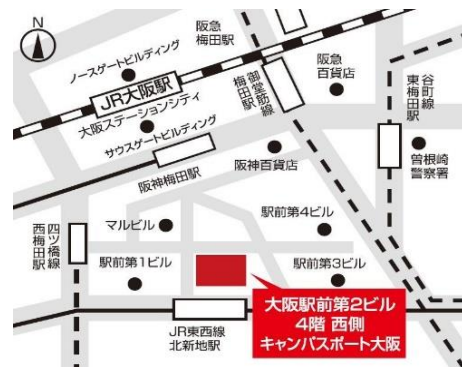 N
阪急
梅田駅
ノースゲートビルディング
JR大阪駅
大阪ステーションシティ
サウスゲートビルディング
阪神梅田駅
御堂筋線
梅田駅
阪急
百貨店
谷町線
東梅田駅
阪神百貨店
曽根崎
警察署
四ツ橋線
西梅田駅
マルビル
駅前第4ビル
駅前第1ビル
駅前第3ビル
JR東西線
北新地駅
大阪駅前第2ビル
4階 西側
キャンパスポート大阪